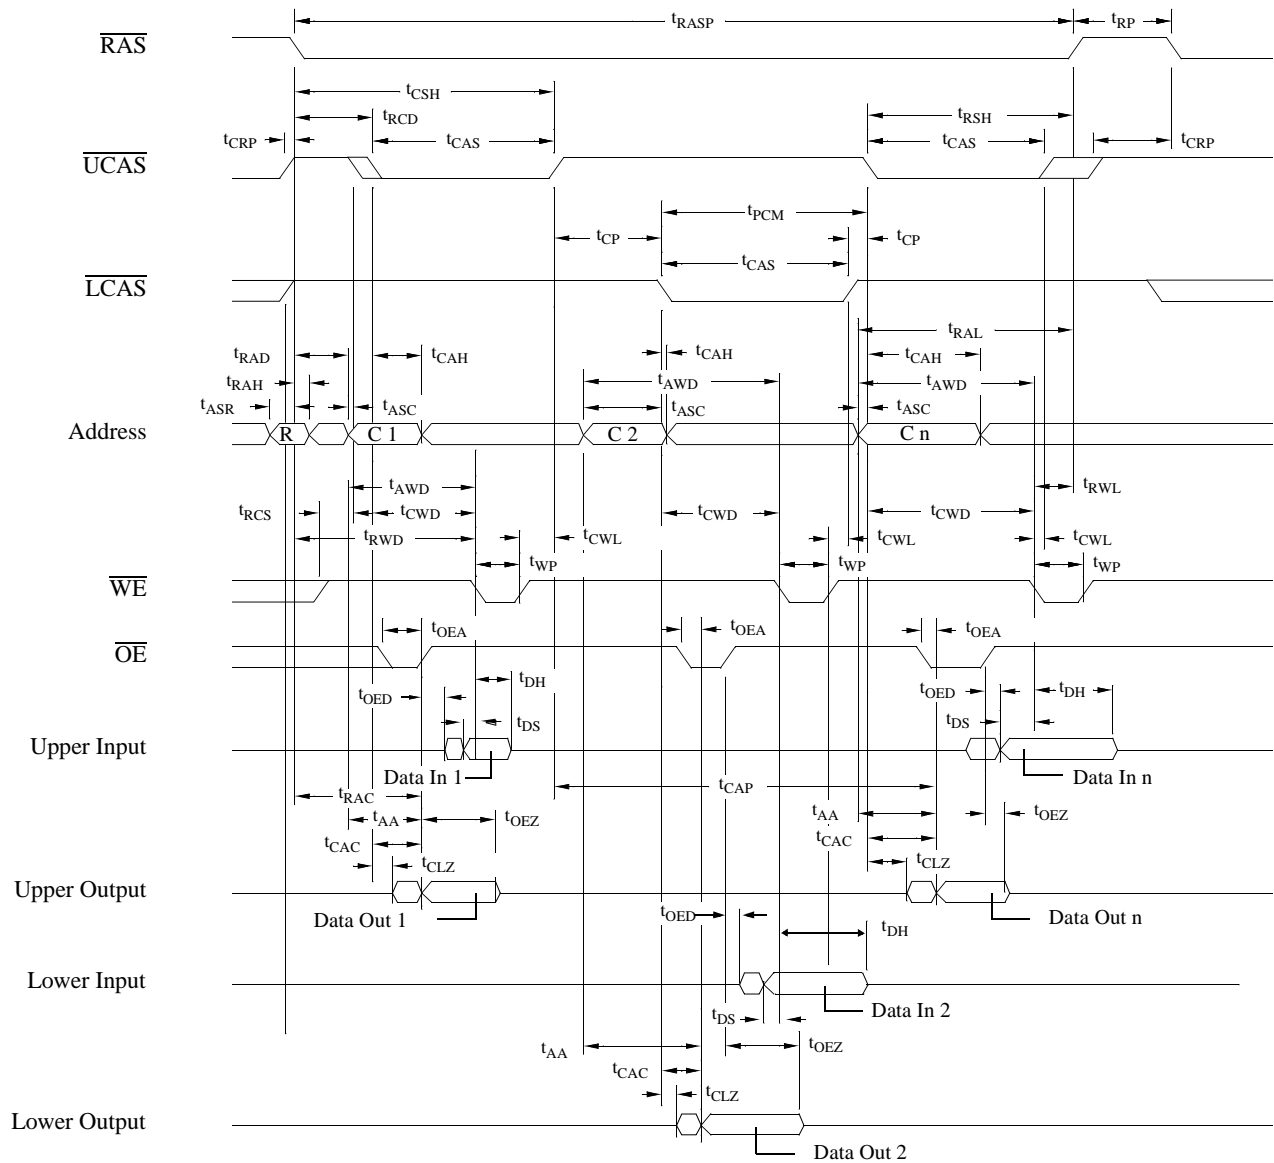 tRASP tRP
RAS
tCSH
tRCD tRSH
tCRP tCAS tCAS tCRP
UCAS
tPCM
tCP tCP
tCAS
LCAS
tRAL
tRAD tCAH tCAH tCAH
tRAH tAWD tAWD
tASR tASC tASC tASC
Address R C 1 C 2 C n
tAWD tRWL
tRCS tCWD tCWD tCWD
tRWD tCWL tCWL tCWL
tWP tWP tWP
WE
tOEA tOEA tOEA
OE
tDH
tOED tOED tDH
tDS tDS
Upper Input
Data In 1 Data In n
tRAC tCAP
tAA tOEZ tAA tOEZ
tCAC tCAC
tCLZ tCLZ
Upper Output
Data Out 1 tOED Data Out n
tDH
Lower Input
Data In 2
tDS
tAA tOEZ
tCAC
tCLZ
Lower Output
Data Out 2